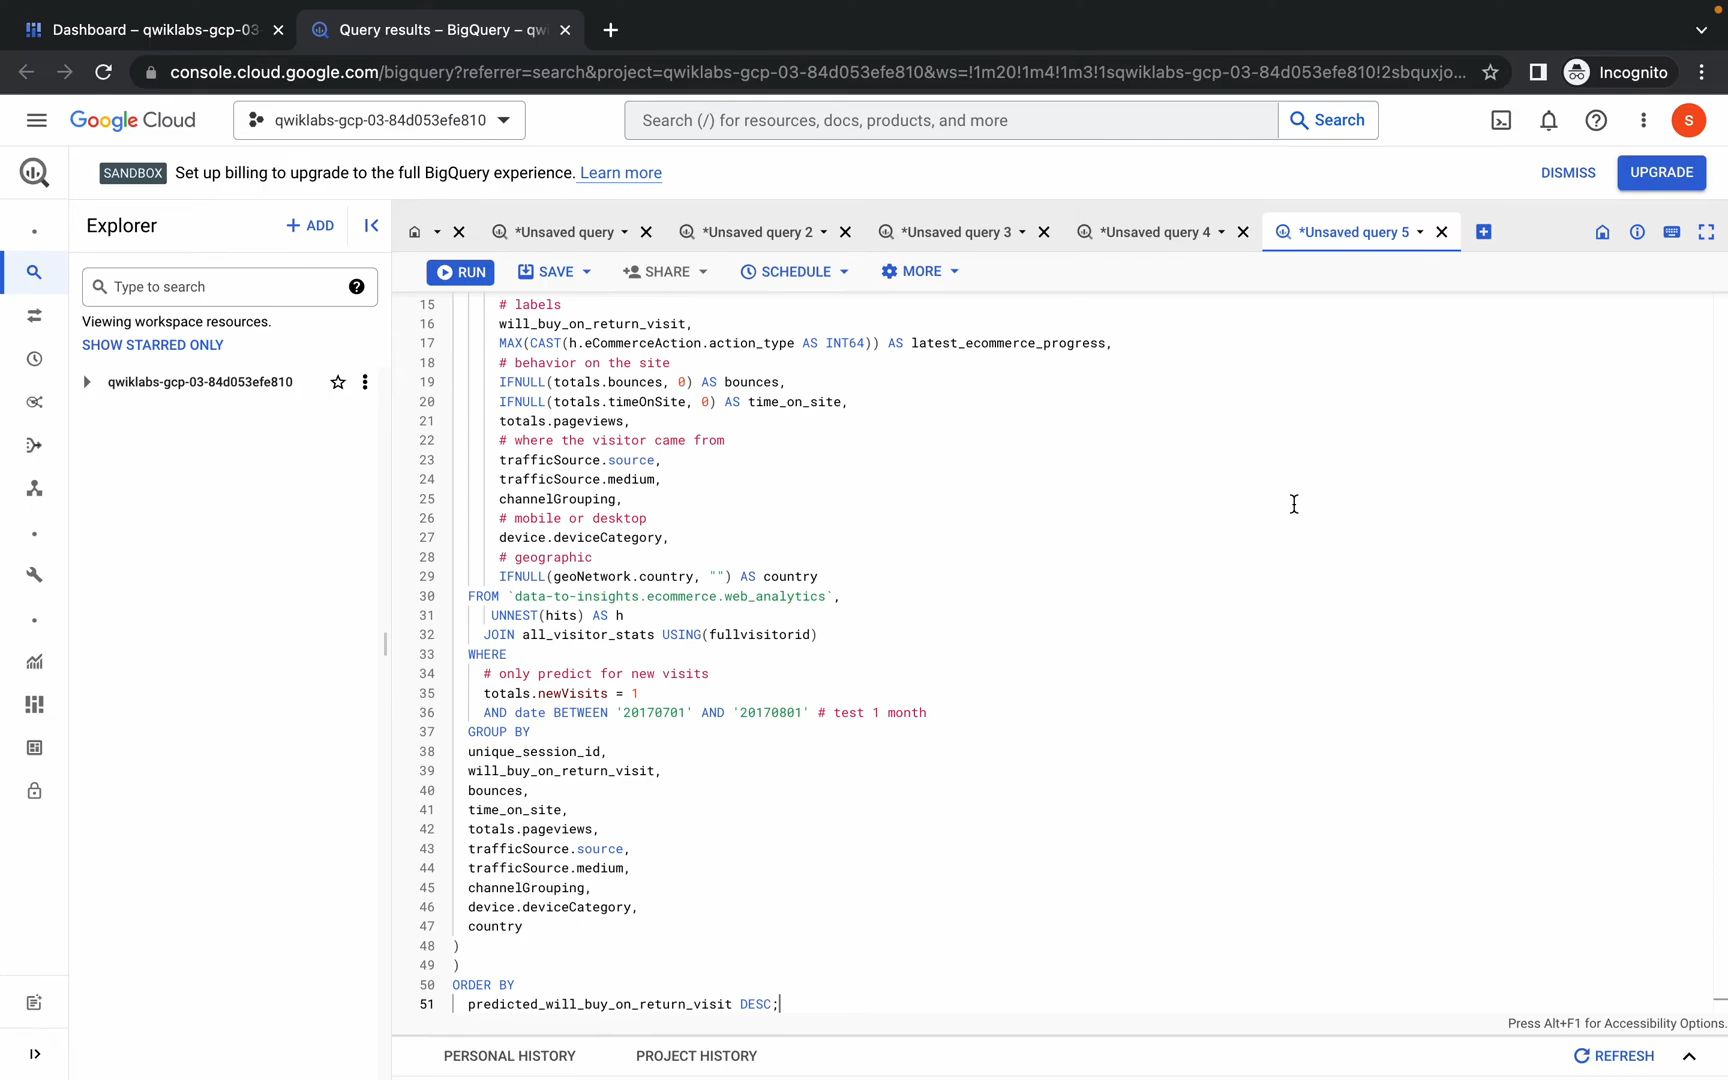 Dashboard – qwiklabs-gcp-03
Query results – BigQuery – qw
console.cloud.google.com/bigquery?referrer=search&project=qwiklabs-gcp-03-84d053efe810&ws=!1m20!1m4!1m3!1sqwiklabs-gcp-03-84d053efe810!2sbquxjo...
Incognito
Google Cloud
qwiklabs-gcp-03-84d053efe810
Search (/) for resources, docs, products, and more
Search
S
SANDBOX Set up billing to upgrade to the full BigQuery experience. Learn more
DISMISS
UPGRADE
Explorer
+ ADD
*Unsaved query
*Unsaved query 2
*Unsaved query 3
*Unsaved query 4
*Unsaved query 5
RUN
SAVE
SHARE
SCHEDULE
MORE
Type to search
Viewing workspace resources.
SHOW STARRED ONLY
qwiklabs-gcp-03-84d053efe810
15 # labels
16 will_buy_on_return_visit,
17 MAX(CAST(h.eCommerceAction.action_type AS INT64)) AS latest_ecommerce_progress,
18 # behavior on the site
19 IFNULL(totals.bounces, 0) AS bounces,
20 IFNULL(totals.timeOnSite, 0) AS time_on_site,
21 totals.pageviews,
22 # where the visitor came from
23 trafficSource.source,
24 trafficSource.medium,
25 channelGrouping,
26 # mobile or desktop
27 device.deviceCategory,
28 # geographic
29 IFNULL(geoNetwork.country, "") AS country
30 FROM `data-to-insights.ecommerce.web_analytics`,
31 UNNEST(hits) AS h
32 JOIN all_visitor_stats USING(fullvisitorid)
33 WHERE
34 # only predict for new visits
35 totals.newVisits = 1
36 AND date BETWEEN '20170701' AND '20170801' # test 1 month
37 GROUP BY
38 unique_session_id,
39 will_buy_on_return_visit,
40 bounces,
41 time_on_site,
42 totals.pageviews,
43 trafficSource.source,
44 trafficSource.medium,
45 channelGrouping,
46 device.deviceCategory,
47 country
48 )
49 )
50 ORDER BY
51 predicted_will_buy_on_return_visit DESC;
Press Alt+F1 for Accessibility Options.
PERSONAL HISTORY
PROJECT HISTORY
REFRESH